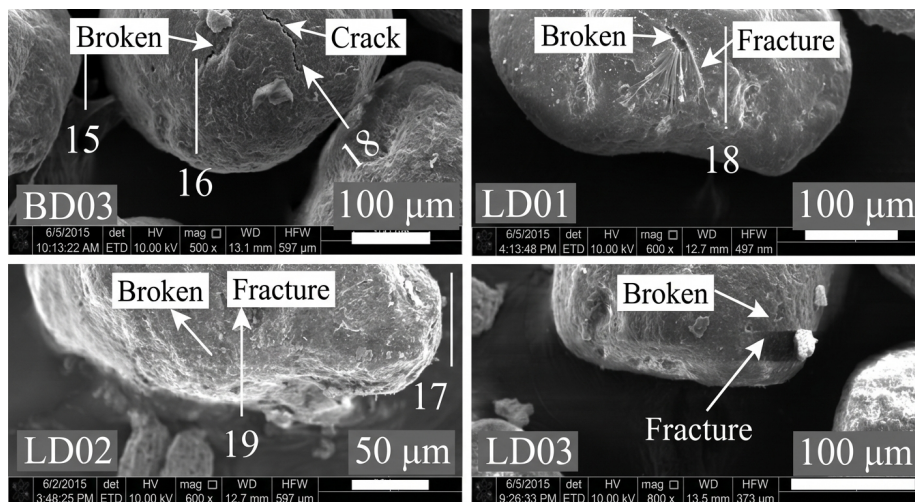 Broken
Crack
15
16
18
BD03
100 μm
6/5/2015 det HV mag □ WD HFW
10:13:22 AM ETD 10.00 kV 500 x 13.1 mm 597 μm
Broken
Fracture
18
LD01
100 μm
6/5/2015 det HV mag □ WD HFW
4:13:48 PM ETD 10.00 kV 600 x 12.7 mm 497 nm
Broken
Fracture
17
19
LD02
50 μm
6/2/2015 det HV mag □ WD HFW
3:48:25 PM ETD 10.00 kV 600 x 12.7 mm 597 μm
Broken
Fracture
LD03
100 μm
6/5/2015 det HV mag □ WD HFW
9:26:33 PM ETD 10.00 kV 800 x 13.5 mm 373 μm